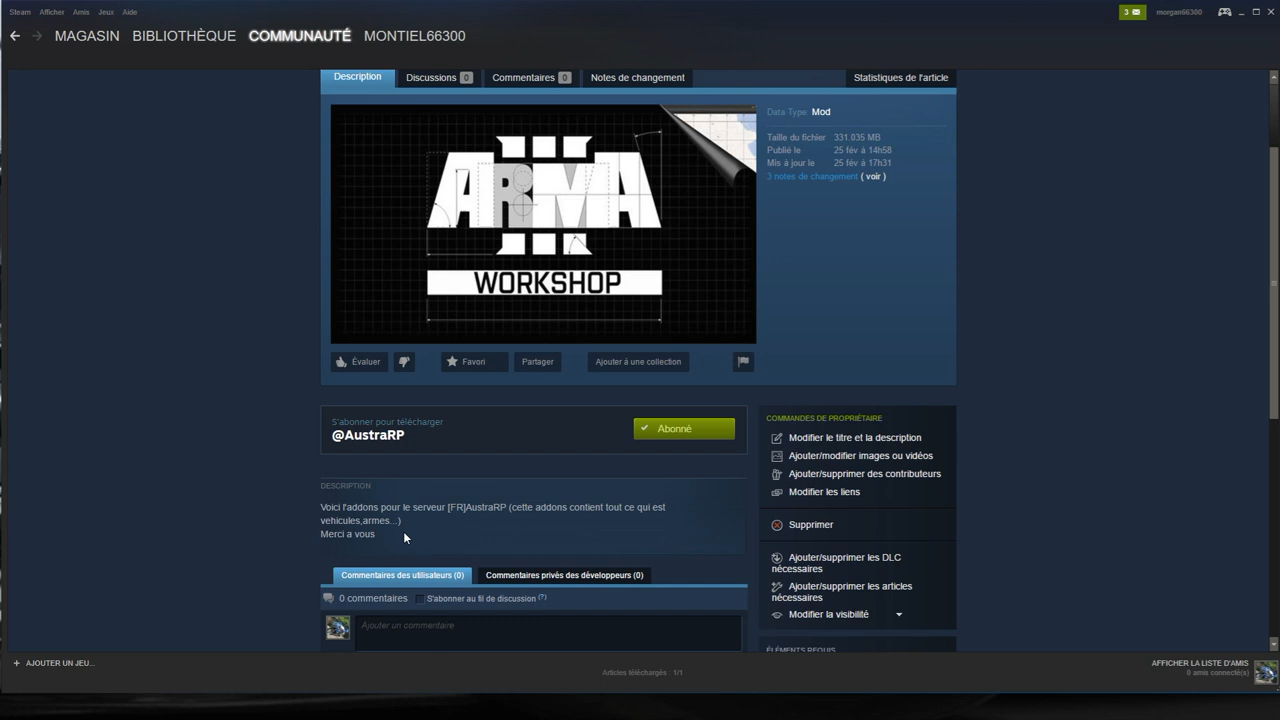 Steam Afficher Amis Jeux Aide
3 morgan66300
MAGASIN BIBLIOTHÈQUE COMMUNAUTÉ MONTIEL66300
Description Discussions 0 Commentaires 0 Notes de changement Statistiques de l'article
ARMA
III
WORKSHOP
Data Type: Mod
Taille du fichier 331.035 MB
Publié le 25 fév à 14h58
Mis à jour le 25 fév à 17h31
3 notes de changement ( voir )
Évaluer Favori Partager Ajouter à une collection
S'abonner pour télécharger
@AustraRP
Abonné
DESCRIPTION
Voici l'addons pour le serveur [FR]AustraRP (cette addons contient tout ce qui est
vehicules,armes...)
Merci a vous
Commentaires des utilisateurs (0) Commentaires privés des développeurs (0)
0 commentaires S'abonner au fil de discussion (?)
Ajouter un commentaire
COMMANDES DE PROPRIÉTAIRE
Modifier le titre et la description
Ajouter/modifier images ou vidéos
Ajouter/supprimer des contributeurs
Modifier les liens
Supprimer
Ajouter/supprimer les DLC
nécessaires
Ajouter/supprimer les articles
nécessaires
Modifier la visibilité
ÉLÉMENTS REQUIS
+ AJOUTER UN JEU...
Articles téléchargés : 1/1
AFFICHER LA LISTE D'AMIS
0 amis connecté(s)